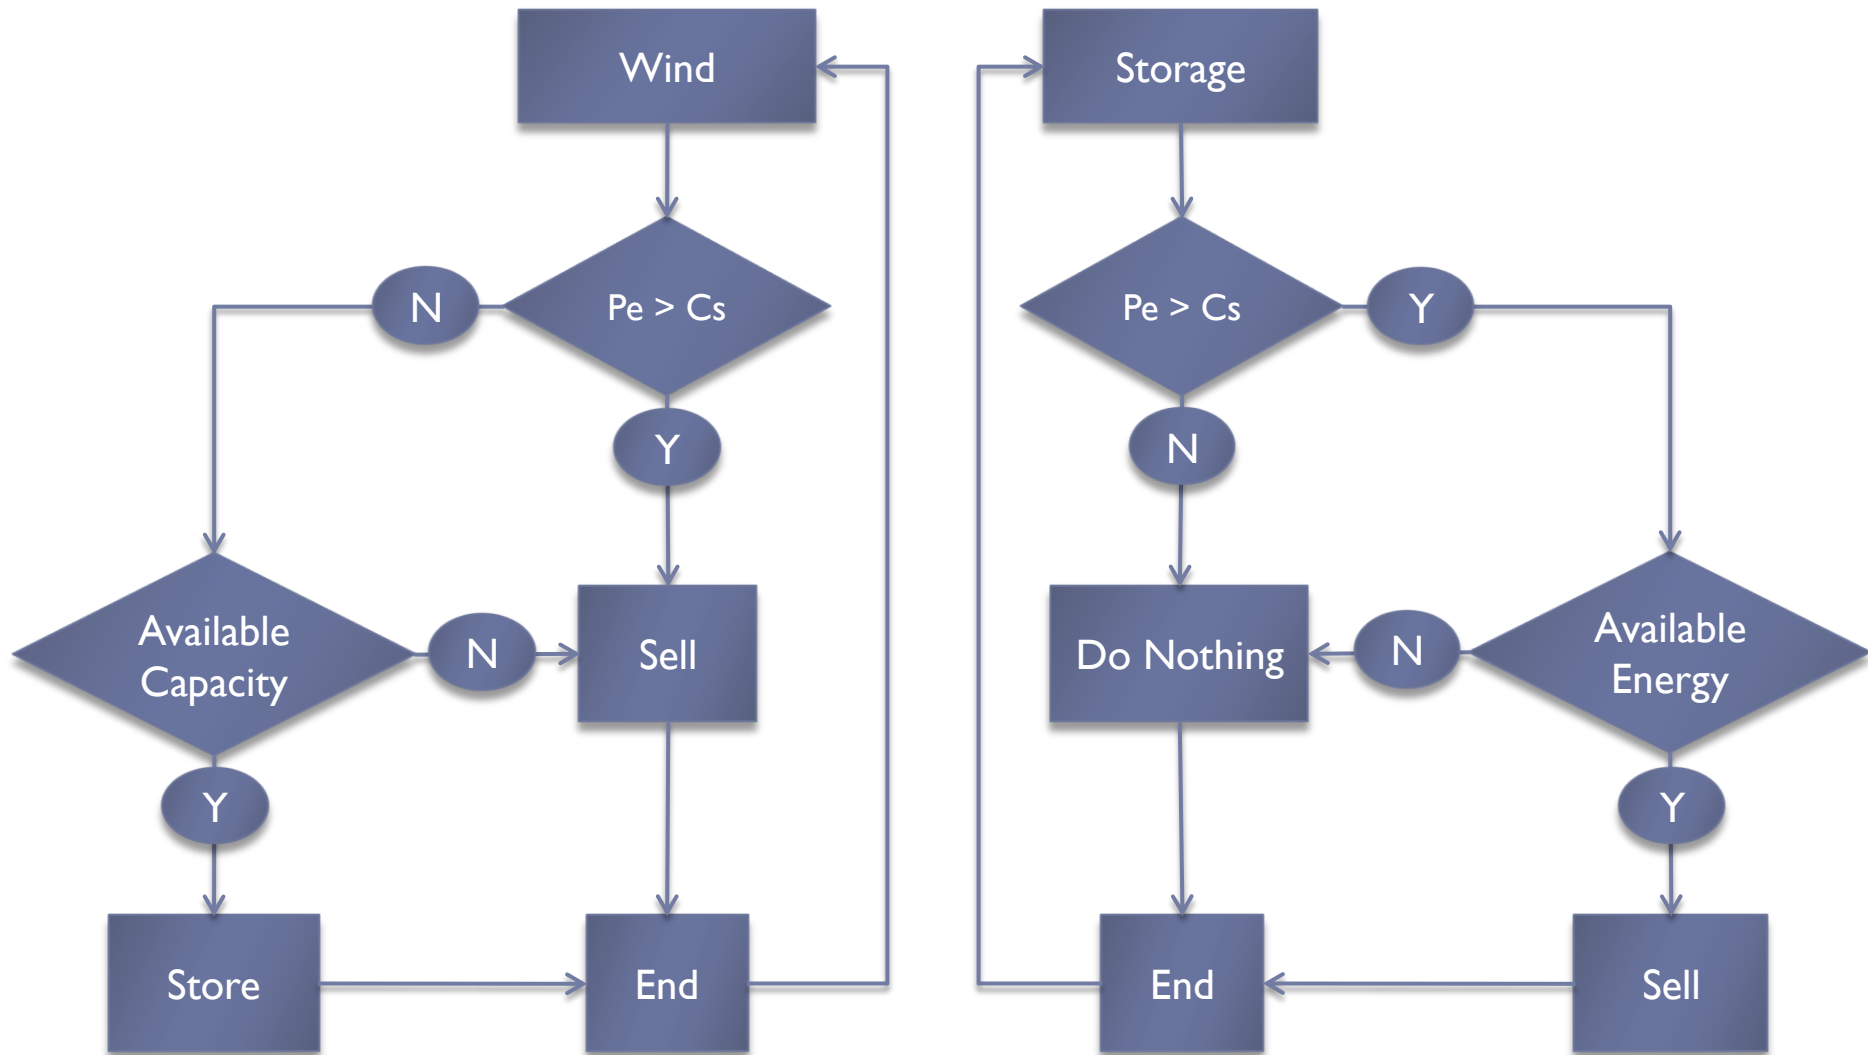 Wind
Storage
N
Pe > Cs
Pe > Cs
Y
Y
N
Available
Capacity
N
Sell
Do Nothing
N
Available
Energy
Y
Y
Store
End
End
Sell